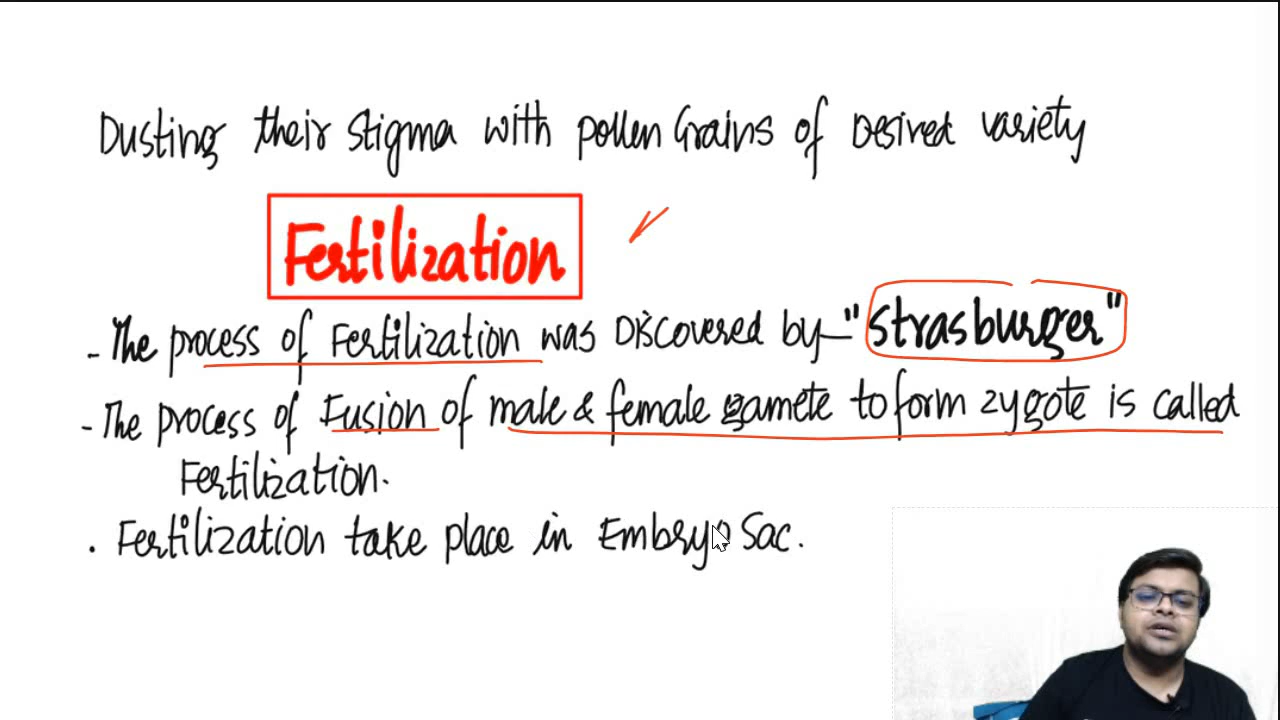 Dusting their stigma with pollen Grains of Desired variety
Fertilization
- The process of Fertilization was Discovered by - "Strasburger"
- The process of Fusion of male & female gamete to form zygote is called
Fertilization.
. Fertilization take place in Embryo Sac.